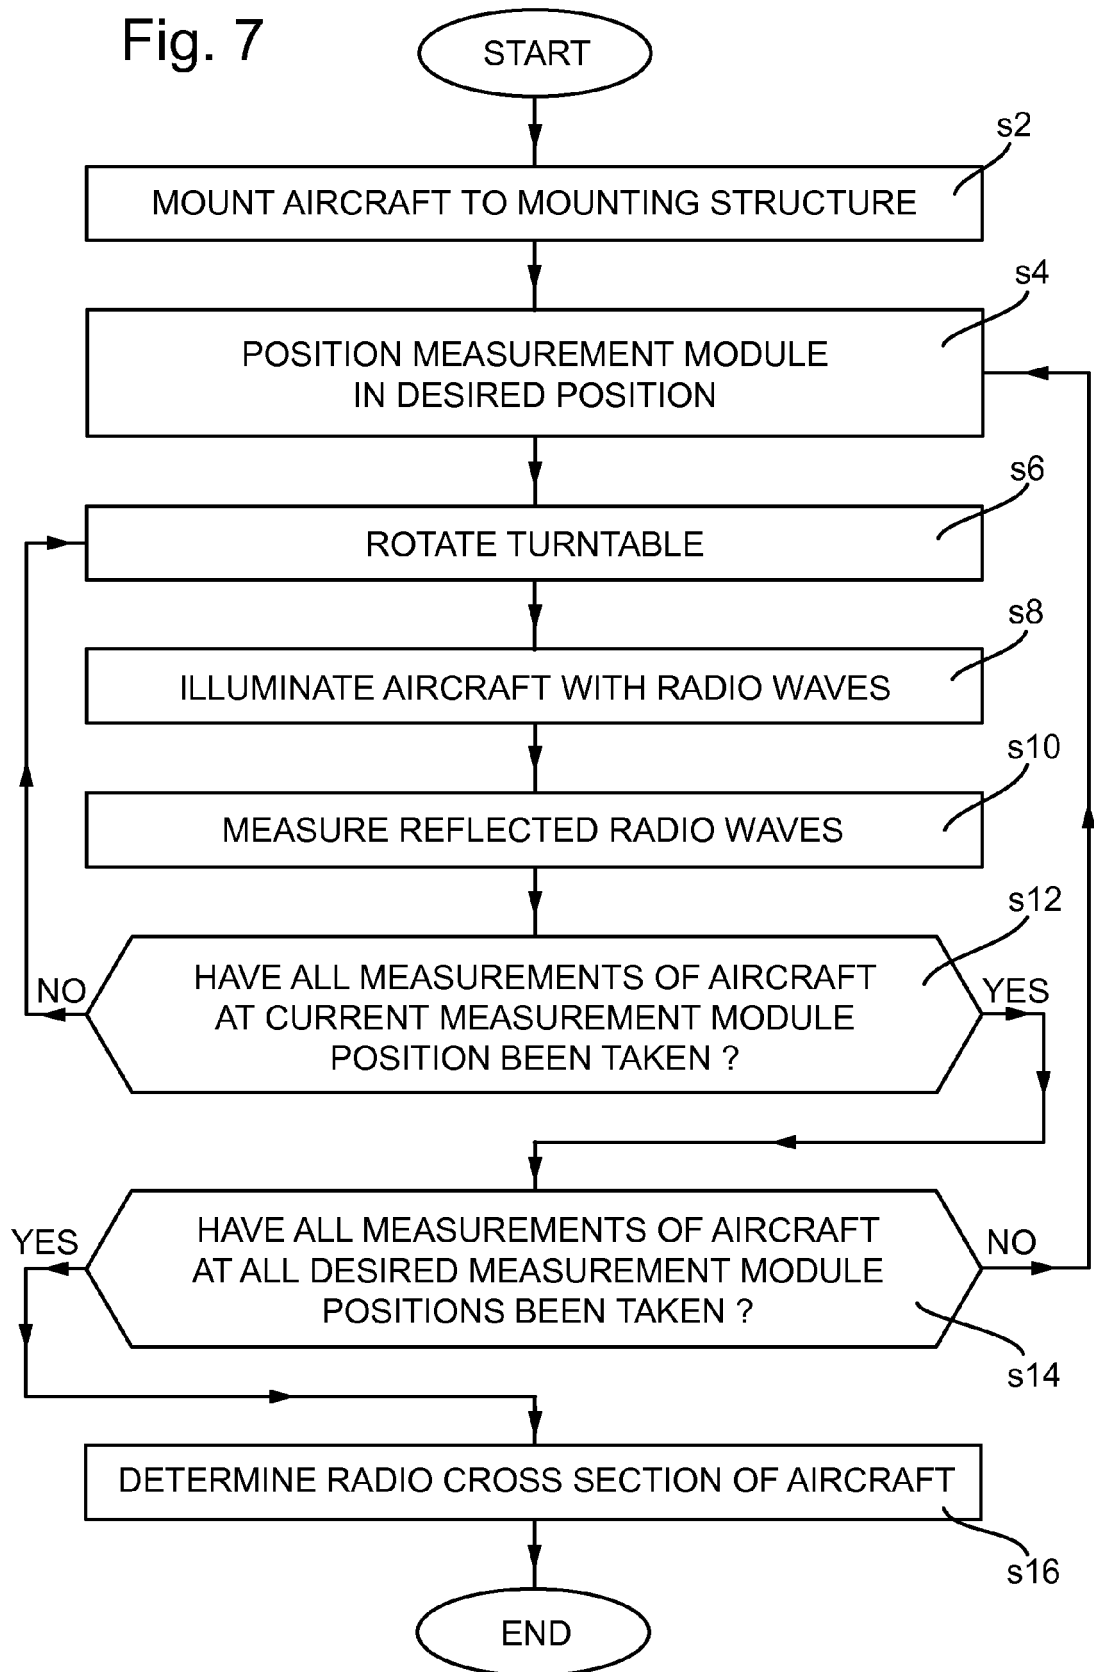 Fig. 7
START
s2
MOUNT AIRCRAFT TO MOUNTING STRUCTURE
s4
POSITION MEASUREMENT MODULE
IN DESIRED POSITION
s6
ROTATE TURNTABLE
s8
ILLUMINATE AIRCRAFT WITH RADIO WAVES
s10
MEASURE REFLECTED RADIO WAVES
s12
NO
HAVE ALL MEASUREMENTS OF AIRCRAFT
AT CURRENT MEASUREMENT MODULE
POSITION BEEN TAKEN ?
YES
YES
HAVE ALL MEASUREMENTS OF AIRCRAFT
AT ALL DESIRED MEASUREMENT MODULE
POSITIONS BEEN TAKEN ?
NO
s14
DETERMINE RADIO CROSS SECTION OF AIRCRAFT
s16
END